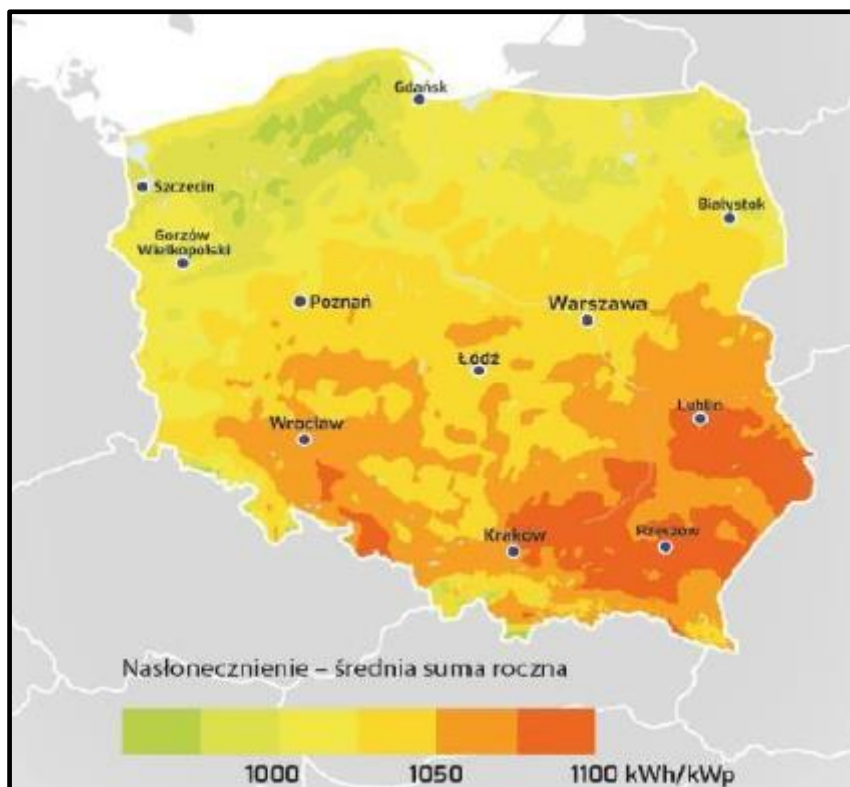 Gdańsk
Szczecin
Białystok
Gorzów
Wielkopolski
Poznań
Warszawa
Łódź
Lublin
Wrocław
Kraków
Rzeszów
Nasłonecznienie – średnia suma roczna
1000 1050 1100 kWh/kWp